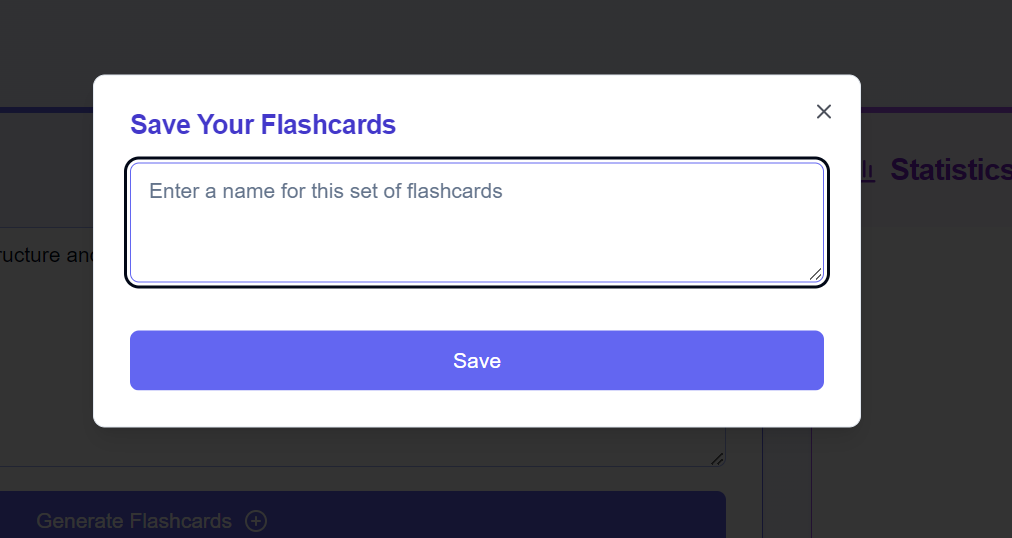 Save Your Flashcards
Statistics
Enter a name for this set of flashcards
ructure and
Save
Generate Flashcards